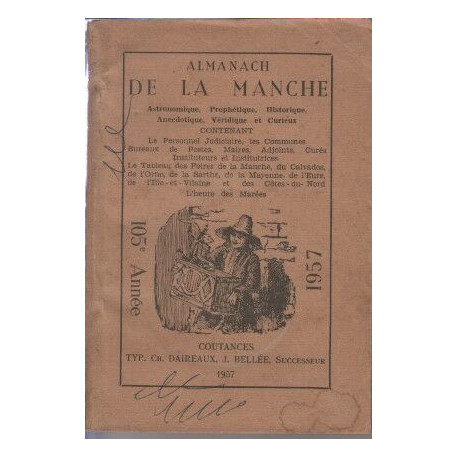 ALMANACH
DE LA MANCHE
Astronomique, Prophétique, Historique
Anecdotique, Véridique et Curieux
CONTENANT
Le Personnel Judiciaire, les Communes
Bureaux de Postes, Maires, Adjoints, Curés
Instituteurs et Institutrices
Le Tableau des Foires de la Manche, du Calvados,
de l'Orne, de la Sarthe, de la Mayenne, de l'Eure,
de l'Ille-et-Vilaine et des Côtes-du-Nord
L'heure des Marées
105e Année
1957
COUTANCES
TYP. CH. DAIREAUX, J. BELLÉE, SUCCESSEUR
1957